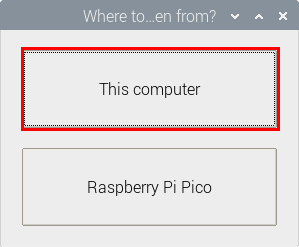 Where to...en from?
This computer
Raspberry Pi Pico